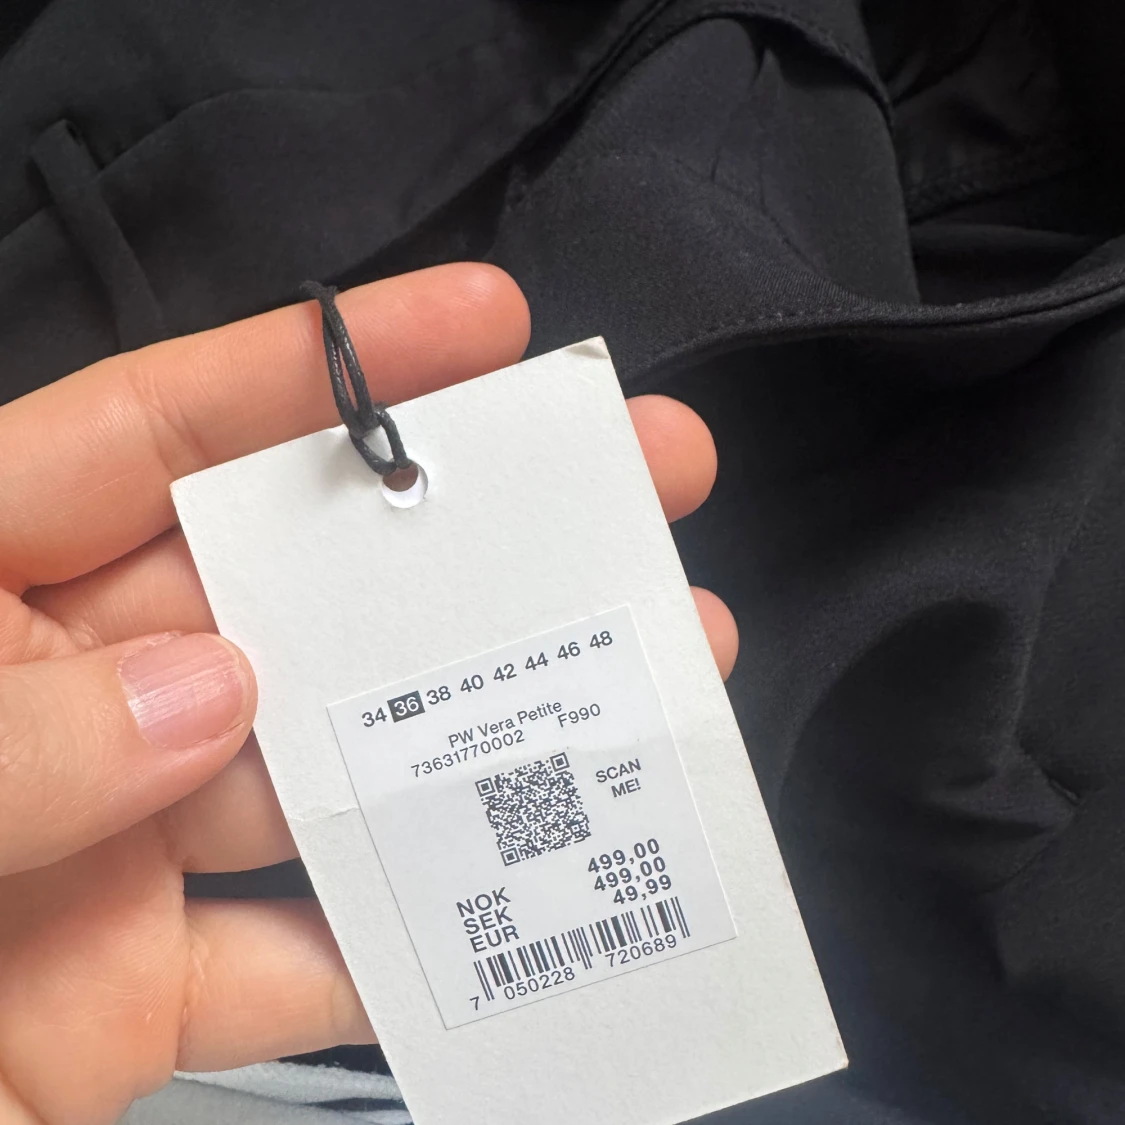 34 36 38 40 42 44 46 48
PW Vera Petite
73631770002 F990
SCAN
ME!
NOK 499,00
SEK 499,00
EUR 49,99
7 050228 720689